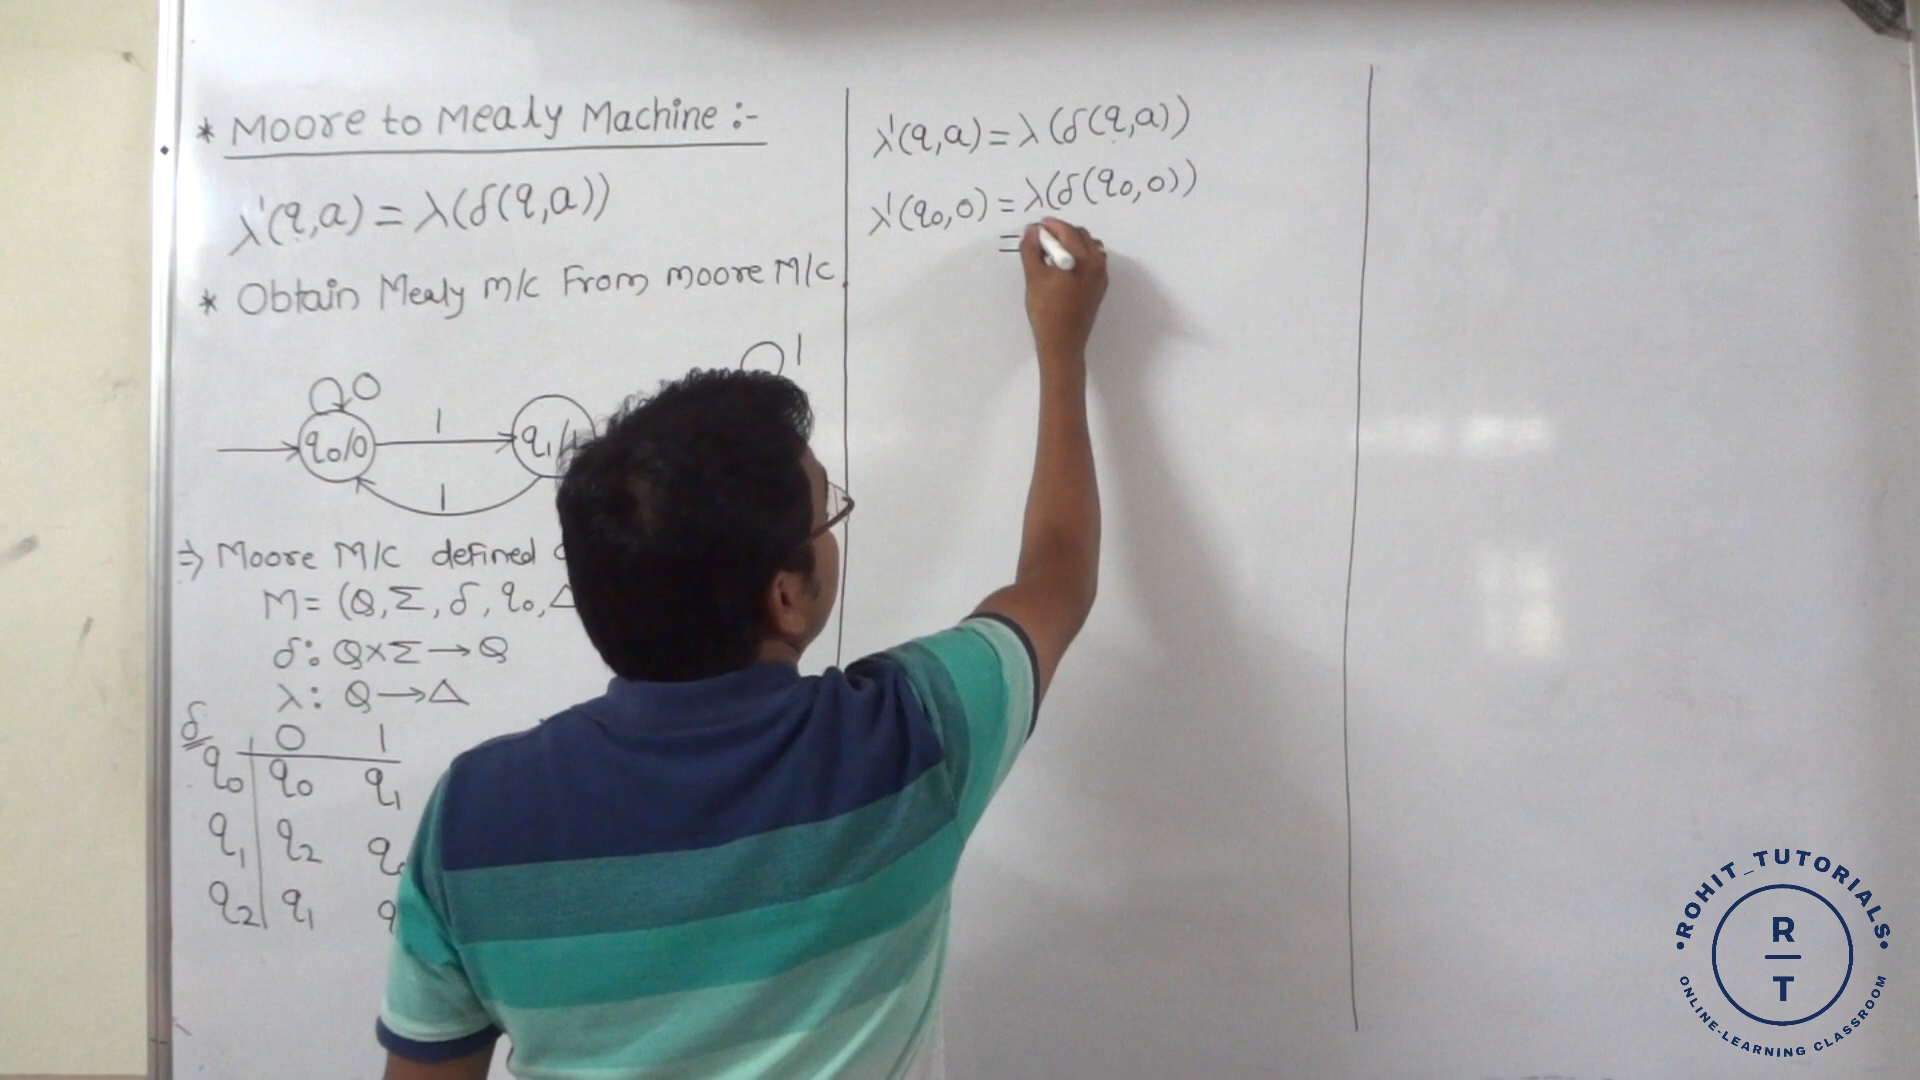 * Moore to Mealy Machine :-
λ'(q,a) = λ(δ(q,a))
* Obtain Mealy m/c From moore M/c
0
1
1
q0/0
q1/
1
⇒ Moore M/c defined
M = (Q, Σ, δ, q0, Δ
δ: Q×Σ → Q
λ: Q → Δ
δ 0 1
q0 q0 q1
q1 q2 q
q2 q1 q
λ'(q,a) = λ(δ(q,a))
λ'(q0,0) = λ(δ(q0,0))
=
ROHIT_TUTORIALS
R
T
ONLINE-LEARNING CLASSROOM